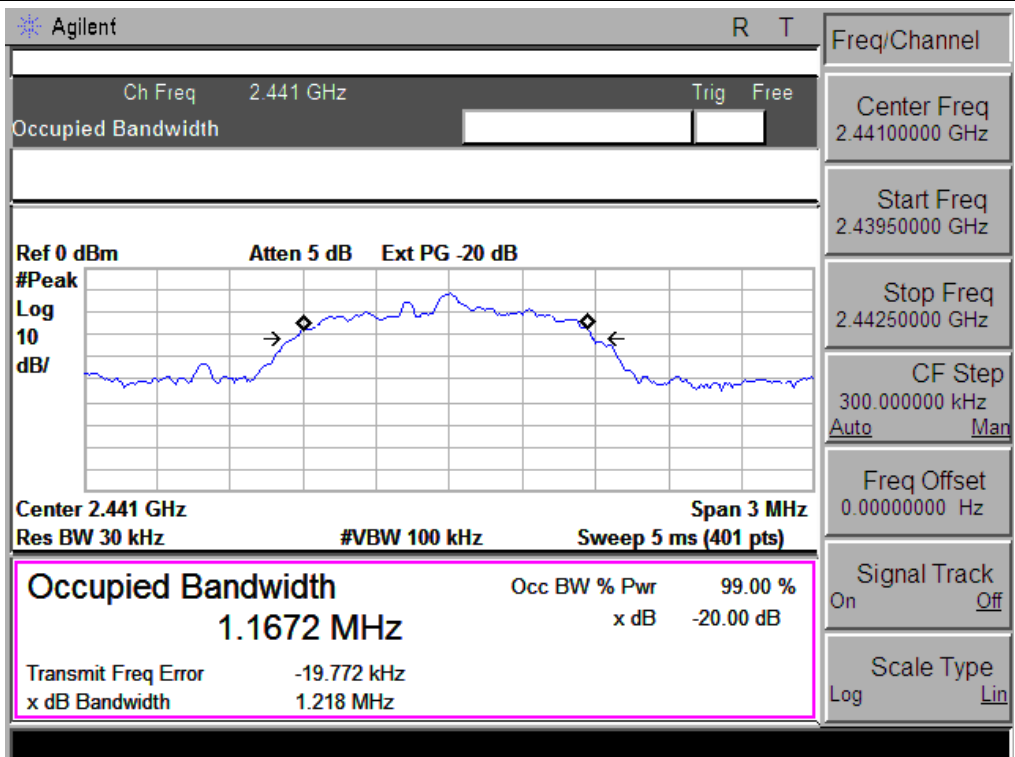 Agilent R T
Freq/Channel
Ch Freq 2.441 GHz Trig Free
Occupied Bandwidth
Center Freq
2.44100000 GHz
Start Freq
2.43950000 GHz
Stop Freq
2.44250000 GHz
CF Step
300.000000 kHz
Auto Man
Freq Offset
0.00000000 Hz
Signal Track
On Off
Scale Type
Log Lin
Ref 0 dBm Atten 5 dB Ext PG -20 dB
#Peak
Log
10
dB/
Center 2.441 GHz Span 3 MHz
Res BW 30 kHz #VBW 100 kHz Sweep 5 ms (401 pts)
Occupied Bandwidth Occ BW % Pwr 99.00 %
1.1672 MHz x dB -20.00 dB
Transmit Freq Error -19.772 kHz
x dB Bandwidth 1.218 MHz